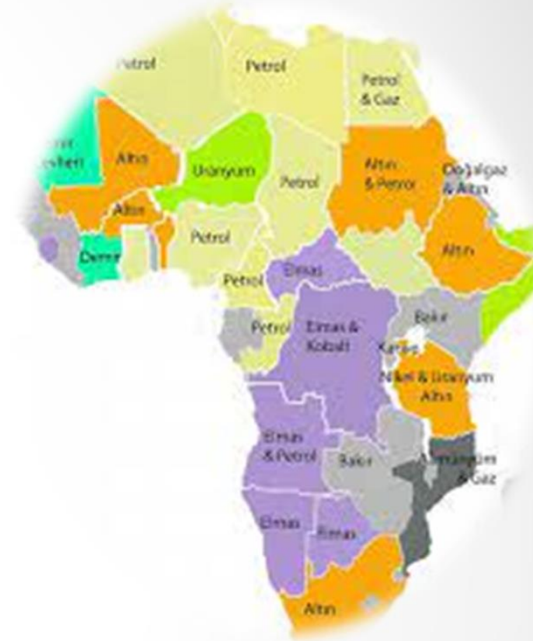 Petrol
Petrol
Petrol
& Gaz
Altın
Uranyum
Petrol
Altın
& Petrol
Doğalgaz
& Altın
Altın
Petrol
Demir
Altın
Petrol
Elmas
Petrol
Elmas &
Kobalt
Bakır
Nikel & Uranyum
Altın
Elmas
& Petrol
Bakır
& Gaz
Elmas
Elmas
Altın